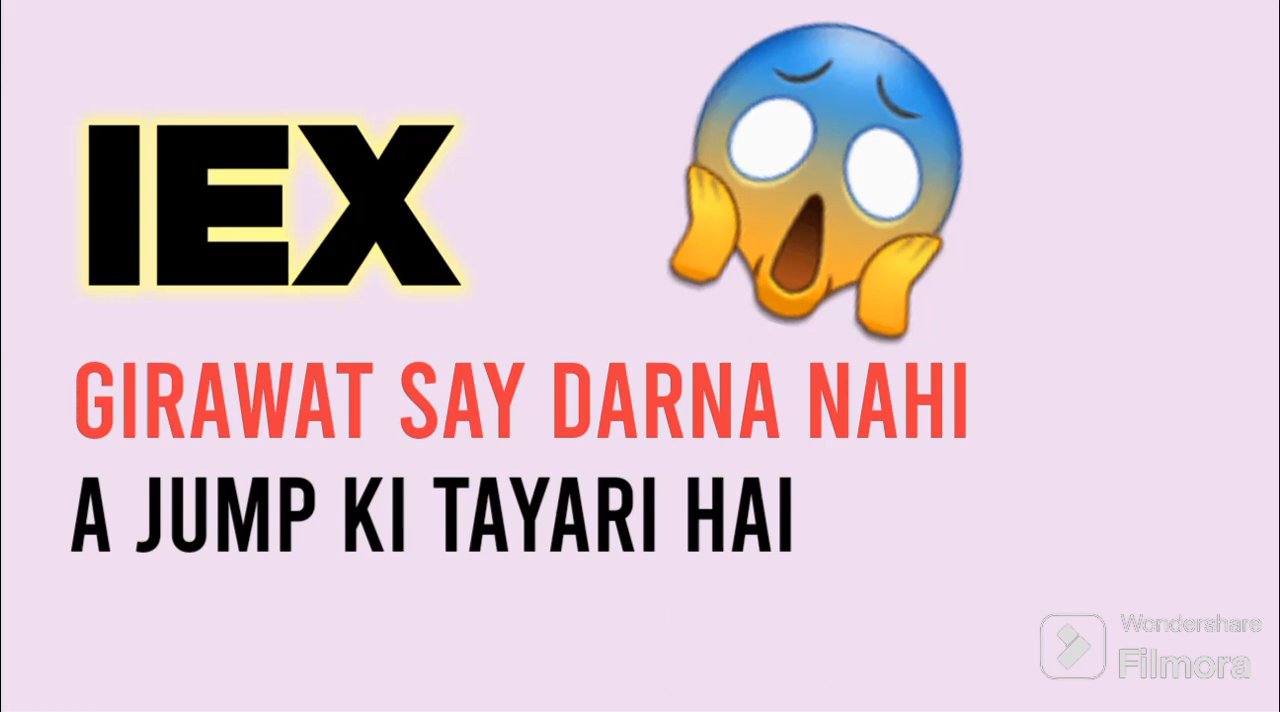 IEX
GIRAWAT SAY DARNA NAHI
A JUMP KI TAYARI HAI
Wondershare
Filmora